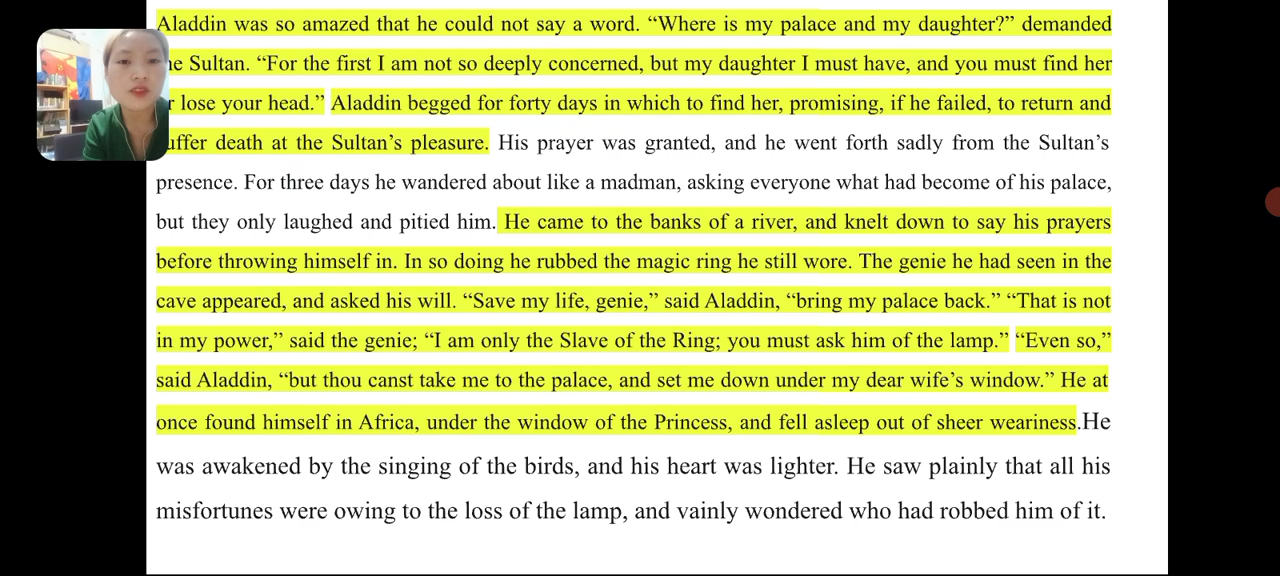 Aladdin was so amazed that he could not say a word. “Where is my palace and my daughter?” demanded
he Sultan. “For the first I am not so deeply concerned, but my daughter I must have, and you must find her
r lose your head.” Aladdin begged for forty days in which to find her, promising, if he failed, to return and
uffer death at the Sultan’s pleasure. His prayer was granted, and he went forth sadly from the Sultan’s
presence. For three days he wandered about like a madman, asking everyone what had become of his palace,
but they only laughed and pitied him. He came to the banks of a river, and knelt down to say his prayers
before throwing himself in. In so doing he rubbed the magic ring he still wore. The genie he had seen in the
cave appeared, and asked his will. “Save my life, genie,” said Aladdin, “bring my palace back.” “That is not
in my power,” said the genie; “I am only the Slave of the Ring; you must ask him of the lamp.” “Even so,”
said Aladdin, “but thou canst take me to the palace, and set me down under my dear wife’s window.” He at
once found himself in Africa, under the window of the Princess, and fell asleep out of sheer weariness.He
was awakened by the singing of the birds, and his heart was lighter. He saw plainly that all his
misfortunes were owing to the loss of the lamp, and vainly wondered who had robbed him of it.